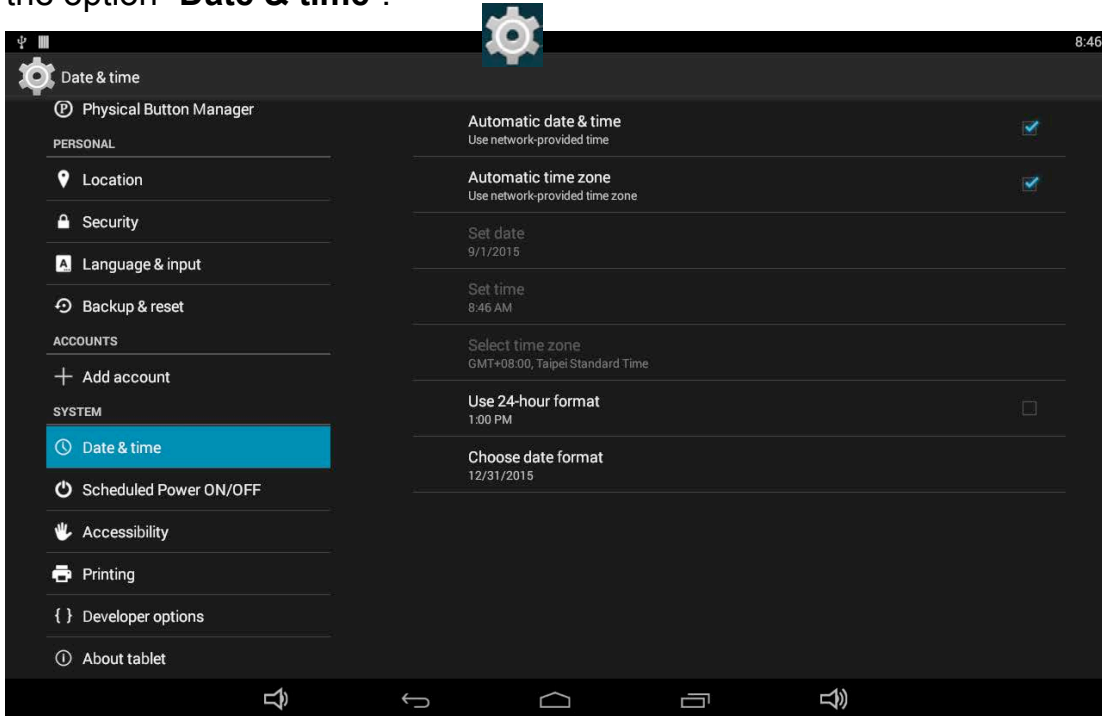 the option "Date & time".
8:46
Date & time
Physical Button Manager
PERSONAL
Location
Security
Language & input
Backup & reset
ACCOUNTS
Add account
SYSTEM
Date & time
Scheduled Power ON/OFF
Accessibility
Printing
{ } Developer options
About tablet
Automatic date & time
Use network-provided time
Automatic time zone
Use network-provided time zone
Set date
9/1/2015
Set time
8:46 AM
Select time zone
GMT+08:00, Taipei Standard Time
Use 24-hour format
1:00 PM
Choose date format
12/31/2015